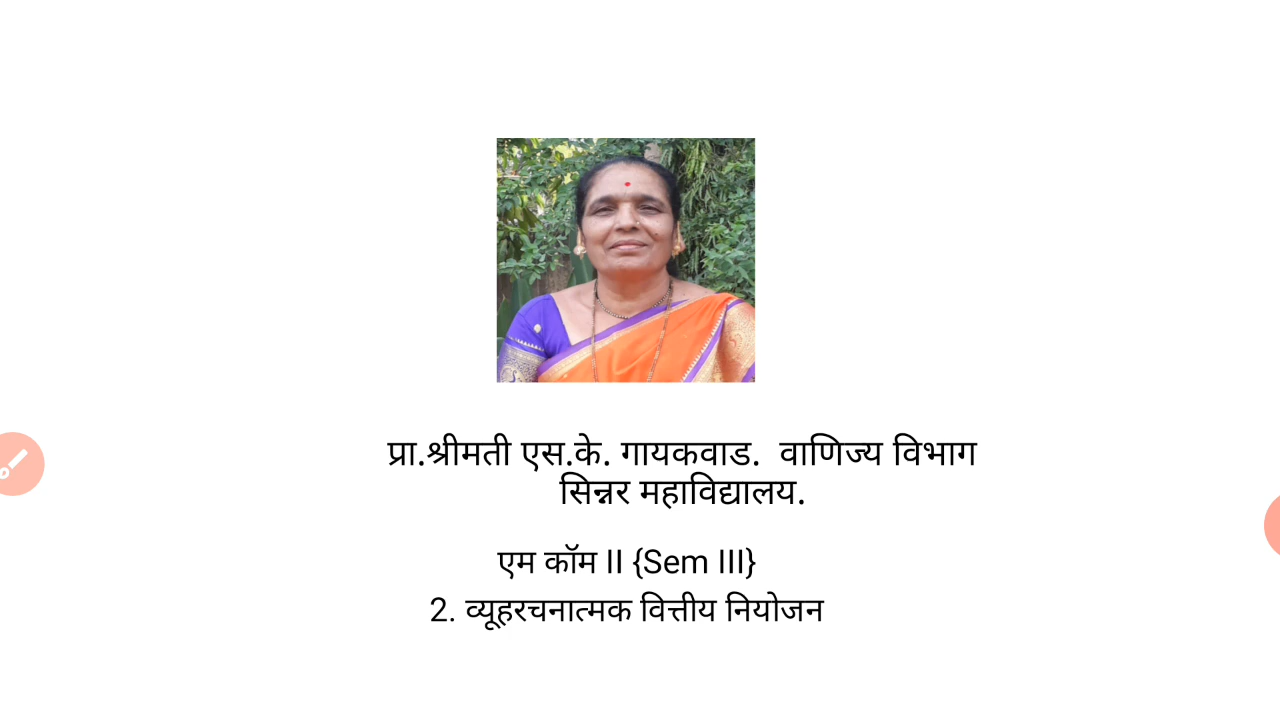 प्रा.श्रीमती एस.के. गायकवाड.  वाणिज्य विभाग
सिन्नर महाविद्यालय.
एम कॉम II {Sem III}
2. व्यूहरचनात्मक वित्तीय नियोजन